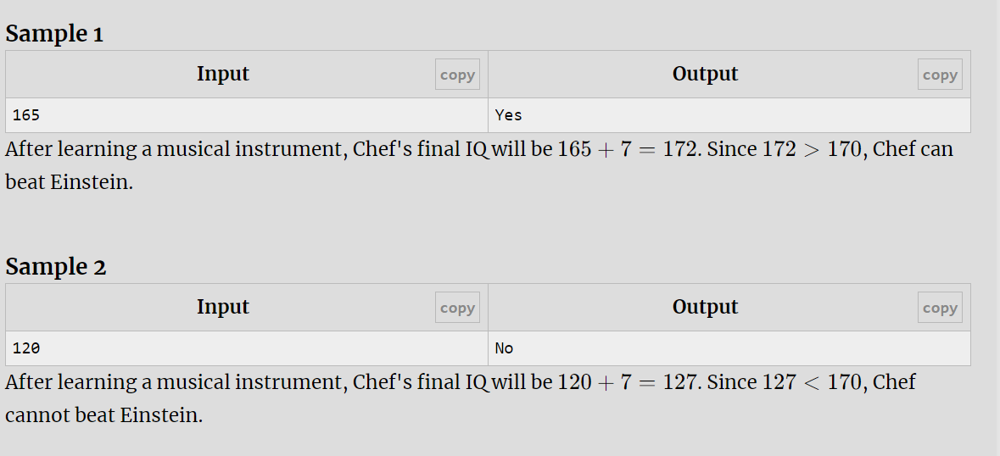 Sample 1
Input copy Output copy
165 Yes
After learning a musical instrument, Chef's final IQ will be 165 + 7 = 172. Since 172 > 170, Chef can
beat Einstein.
Sample 2
Input copy Output copy
120 No
After learning a musical instrument, Chef's final IQ will be 120 + 7 = 127. Since 127 < 170, Chef
cannot beat Einstein.